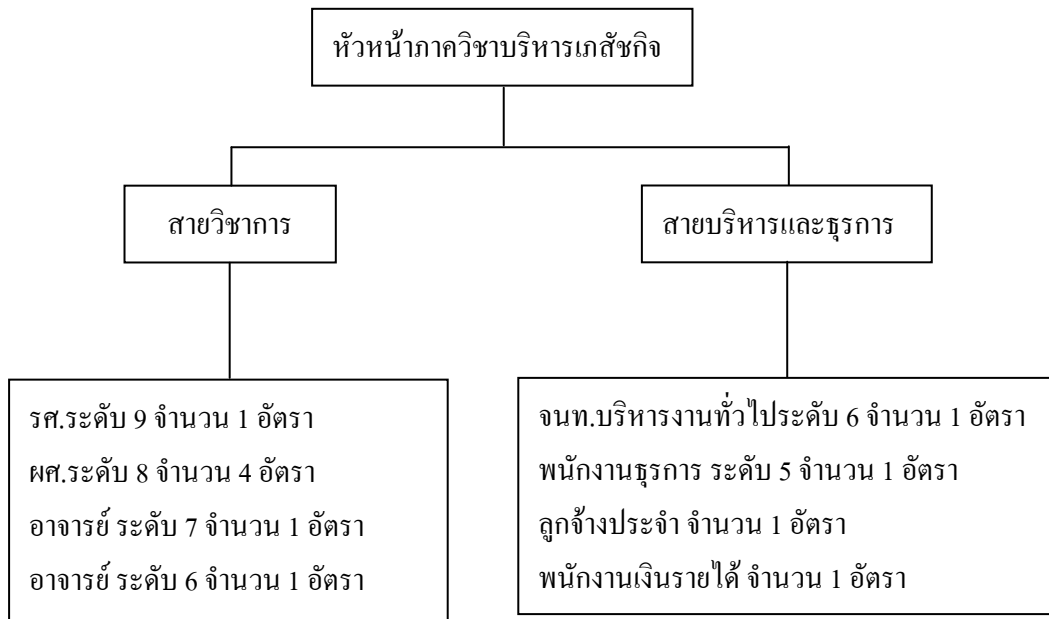 หัวหน้าภาควิชาบริหารเภสัชกิจ
สายวิชาการ
สายบริหารและธุรการ
รศ.ระดับ 9 จำนวน 1 อัตรา
ผศ.ระดับ 8 จำนวน 4 อัตรา
อาจารย์ ระดับ 7 จำนวน 1 อัตรา
อาจารย์ ระดับ 6 จำนวน 1 อัตรา
จนท.บริหารงานทั่วไประดับ 6 จำนวน 1 อัตรา
พนักงานธุรการ ระดับ 5 จำนวน 1 อัตรา
ลูกจ้างประจำ จำนวน 1 อัตรา
พนักงานเงินรายได้ จำนวน 1 อัตรา